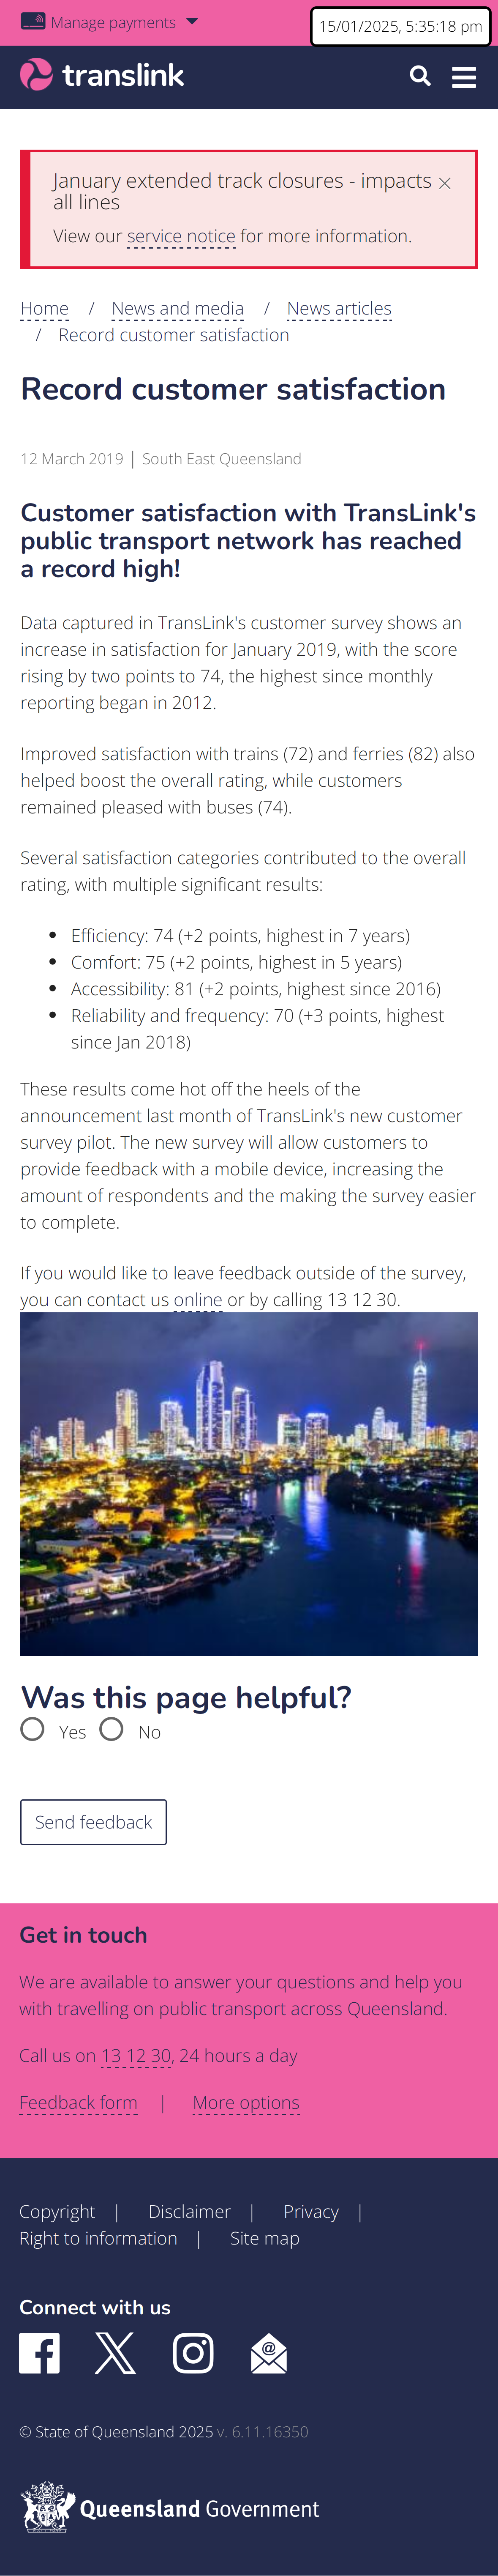 Manage payments
15/01/2025, 5:35:18 pm
translink
January extended track closures - impacts
all lines
View our service notice for more information.
Home / News and media / News articles
/ Record customer satisfaction
Record customer satisfaction
12 March 2019 | South East Queensland
Customer satisfaction with TransLink's
public transport network has reached
a record high!
Data captured in TransLink's customer survey shows an
increase in satisfaction for January 2019, with the score
rising by two points to 74, the highest since monthly
reporting began in 2012.
Improved satisfaction with trains (72) and ferries (82) also
helped boost the overall rating, while customers
remained pleased with buses (74).
Several satisfaction categories contributed to the overall
rating, with multiple significant results:
• Efficiency: 74 (+2 points, highest in 7 years)
• Comfort: 75 (+2 points, highest in 5 years)
• Accessibility: 81 (+2 points, highest since 2016)
• Reliability and frequency: 70 (+3 points, highest
since Jan 2018)
These results come hot off the heels of the
announcement last month of TransLink's new customer
survey pilot. The new survey will allow customers to
provide feedback with a mobile device, increasing the
amount of respondents and the making the survey easier
to complete.
If you would like to leave feedback outside of the survey,
you can contact us online or by calling 13 12 30.
Was this page helpful?
Yes No
Send feedback
Get in touch
We are available to answer your questions and help you
with travelling on public transport across Queensland.
Call us on 13 12 30, 24 hours a day
Feedback form | More options
Copyright | Disclaimer | Privacy |
Right to information | Site map
Connect with us
© State of Queensland 2025 v. 6.11.16350
Queensland Government